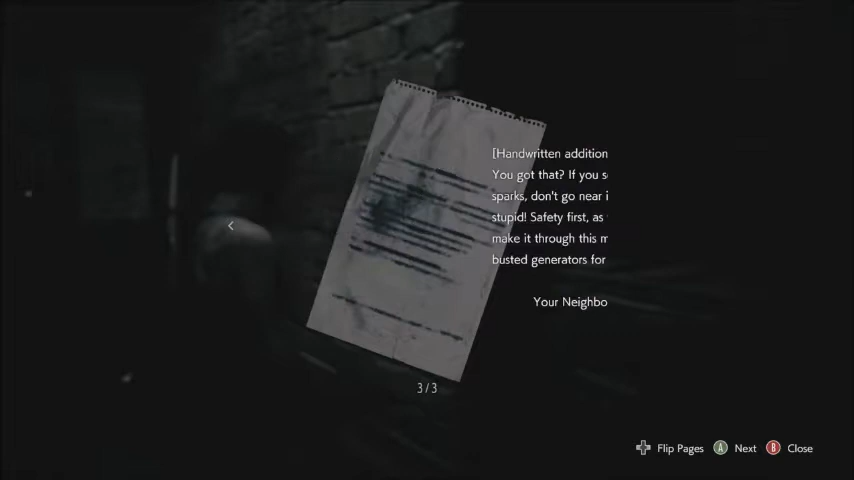 [Handwritten addition
You got that? If you s
sparks, don't go near i
stupid! Safety first, as
make it through this m
busted generators for
Your Neighbo
3/3
Flip Pages A Next B Close